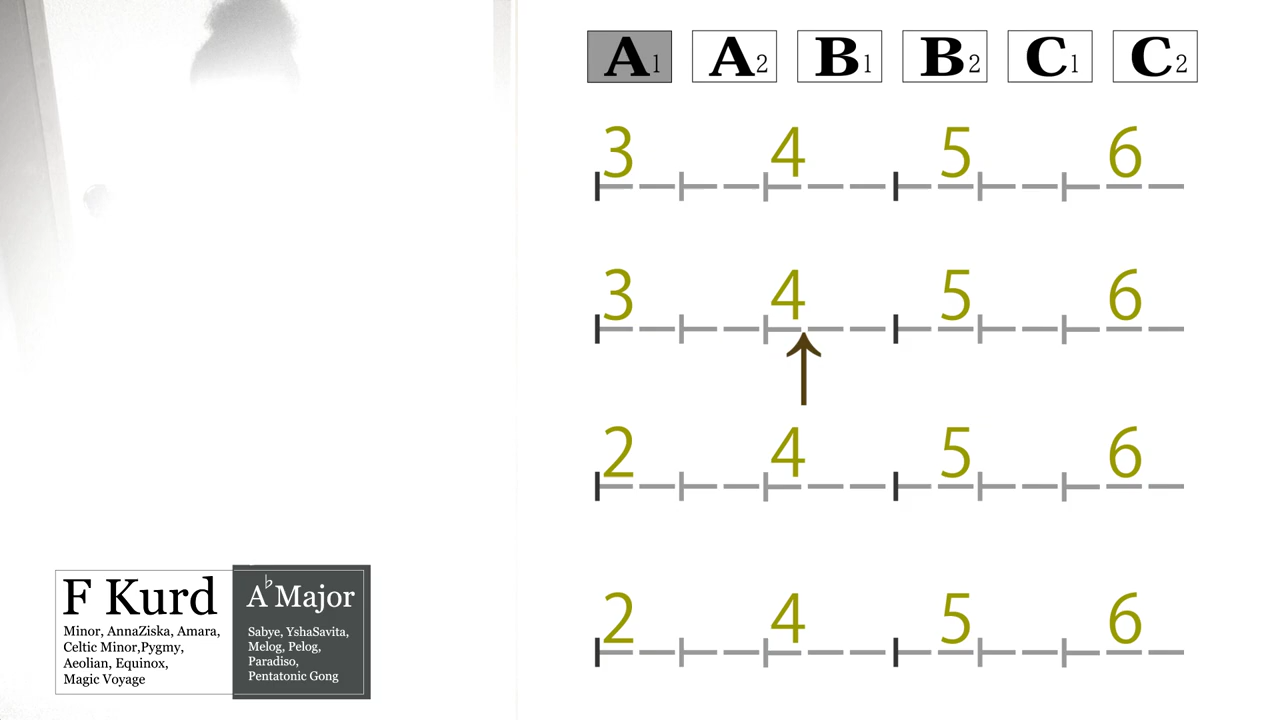 A1 A2 B1 B2 C1 C2
3 4 5 6
3 4 5 6
2 4 5 6
2 4 5 6
F Kurd
Minor, AnnaZiska, Amara,
Celtic Minor,Pygmy,
Aeolian, Equinox,
Magic Voyage
A♭Major
Sabye, YshaSavita,
Melog, Pelog,
Paradiso,
Pentatonic Gong